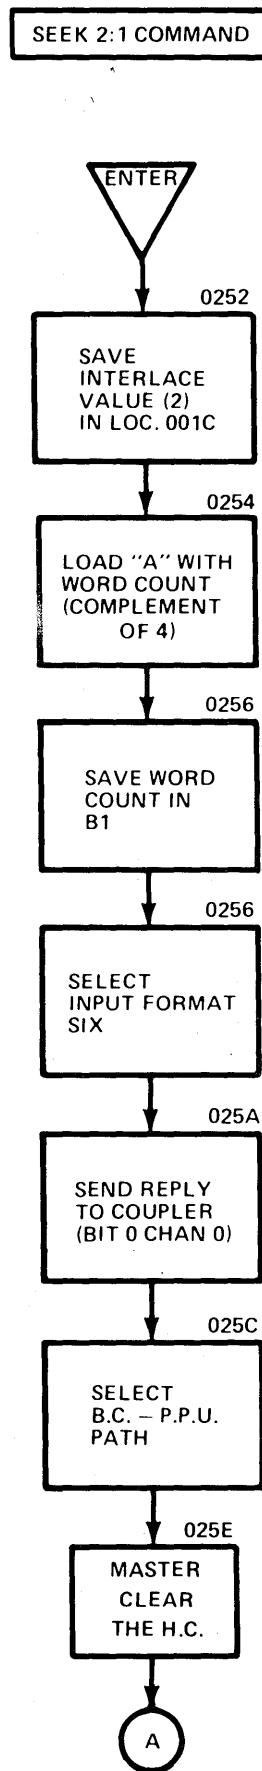 SEEK 2:1 COMMAND
ENTER
0252
SAVE
INTERLACE
VALUE (2)
IN LOC. 001C
0254
LOAD "A" WITH
WORD COUNT
(COMPLEMENT
OF 4)
0256
SAVE WORD
COUNT IN
B1
0256
SELECT
INPUT FORMAT
SIX
025A
SEND REPLY
TO COUPLER
(BIT 0 CHAN 0)
025C
SELECT
B.C. – P.P.U.
PATH
025E
MASTER
CLEAR
THE H.C.
A